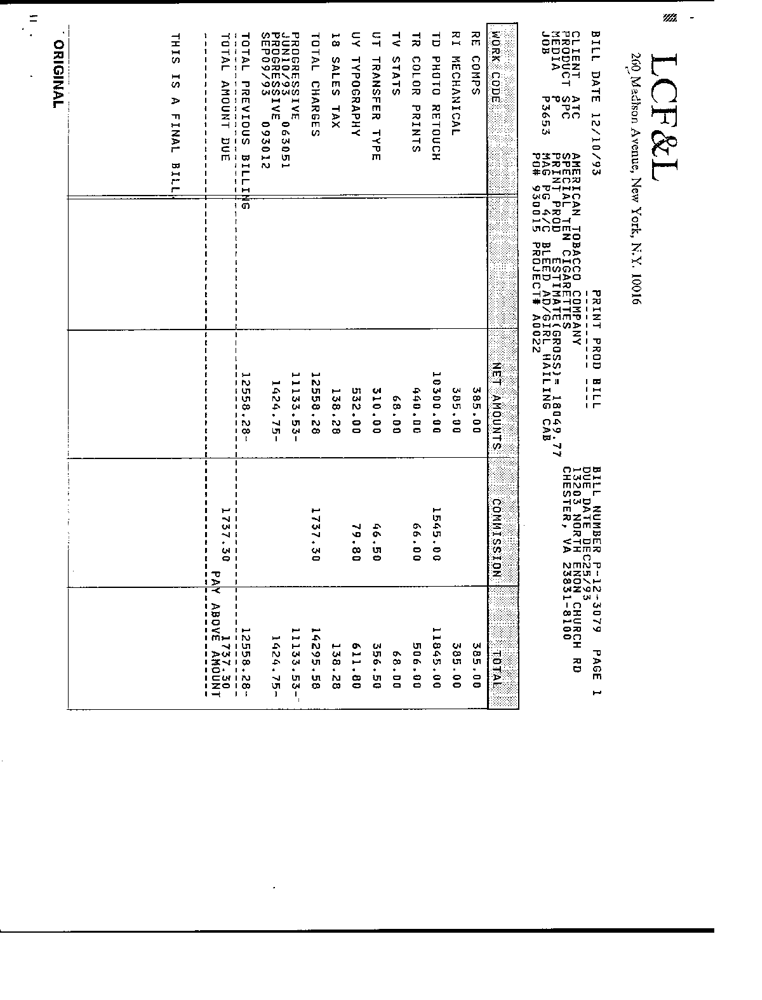 LCF&L
260 Madison Avenue, New York, N.Y. 10016
PRINT PROD BILL
BILL DATE 12/10/93 BILL NUMBER P-12-3079 PAGE 1
DUE DATE DEC25/93
CLIENT ATC AMERICAN TOBACCO COMPANY 13203 NORTH ENON CHURCH RD
PRODUCT SPC SPECIAL TEN CIGARETTES CHESTER, VA 23831-8100
MEDIA P PRINT PROD ESTIMATE(GROSS)= 18049.77
JOB P3653 MAG PG 4/C BLEED AD/GIRL HAILING CAB
PO# 930015 PROJECT# A0022
WORK CODE NET AMOUNTS COMMISSION TOTAL
RE COMPS 385.00 385.00
RI MECHANICAL 385.00 385.00
TD PHOTO RETOUCH 10300.00 1545.00 11845.00
TR COLOR PRINTS 440.00 66.00 506.00
TV STATS 68.00 68.00
UT TRANSFER TYPE 310.00 46.50 356.50
UY TYPOGRAPHY 532.00 79.80 611.80
18 SALES TAX 138.28 138.28
TOTAL CHARGES 12558.28 1737.30 14295.58
PROGRESSIVE
JUN10/93 063051 11133.53- 11133.53-
PROGRESSIVE
SEP09/93 093012 1424.75- 1424.75-
TOTAL PREVIOUS BILLING 12558.28- 12558.28-
TOTAL AMOUNT DUE 1737.30 1737.30
PAY ABOVE AMOUNT
THIS IS A FINAL BILL.
ORIGINAL